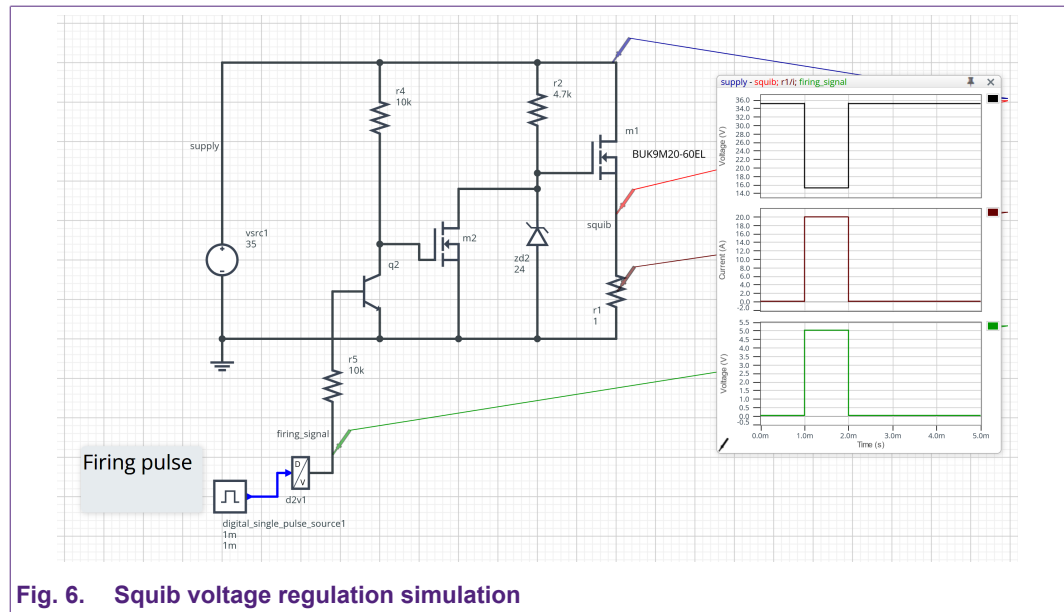 supply
vsrc1
35
r4
10k
r2
4.7k
m1
BUK9M20-60EL
squib
q2
m2
zd2
24
r1
1
r5
10k
firing_signal
Firing pulse
D
V
d2v1
digital_single_pulse_source1
1m
1m
supply - squib; r1/i; firing_signal
Voltage (V)
36.0
34.0
32.0
30.0
28.0
26.0
24.0
22.0
20.0
18.0
16.0
14.0
Current (A)
20.0
18.0
16.0
14.0
12.0
10.0
8.0
6.0
4.0
2.0
0.0
-2.0
Voltage (V)
5.5
5.0
4.5
4.0
3.5
3.0
2.5
2.0
1.5
1.0
0.5
0.0
-0.5
0.0m 1.0m 2.0m 3.0m 4.0m 5.0m
Time (s)
Fig. 6. Squib voltage regulation simulation